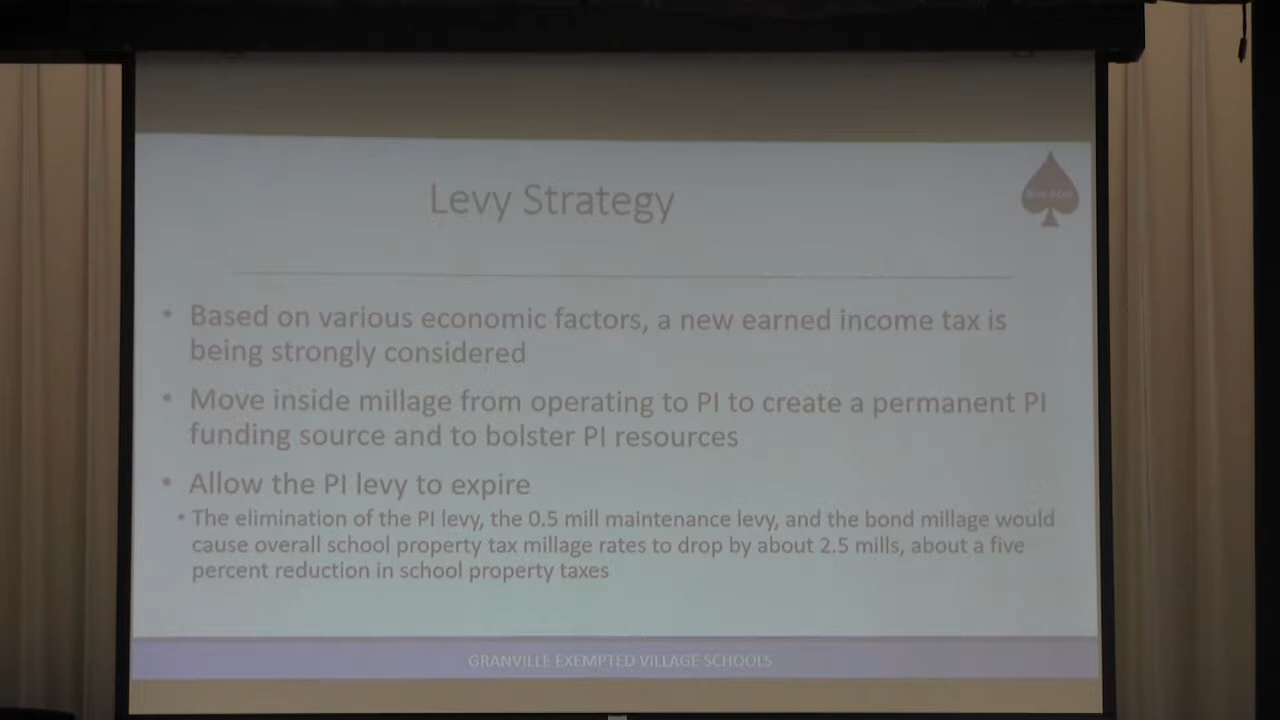 Levy Strategy
• Based on various economic factors, a new earned income tax is
being strongly considered
• Move inside millage from operating to PI to create a permanent PI
funding source and to bolster PI resources
• Allow the PI levy to expire
• The elimination of the PI levy, the 0.5 mill maintenance levy, and the bond millage would
cause overall school property tax millage rates to drop by about 2.5 mills, about a five
percent reduction in school property taxes
GRANVILLE EXEMPTED VILLAGE SCHOOLS